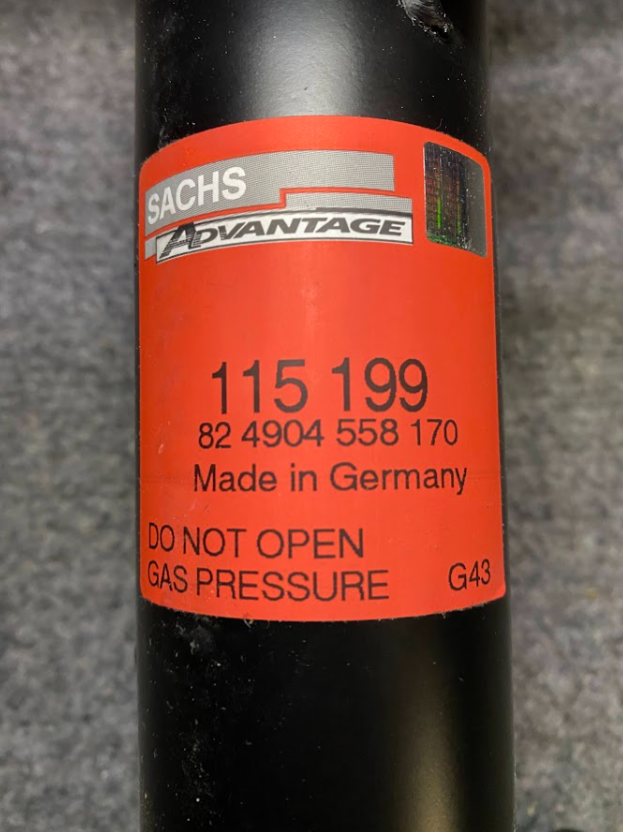 SACHS
ADVANTAGE
115 199
82 4904 558 170
Made in Germany
DO NOT OPEN
GAS PRESSURE G43